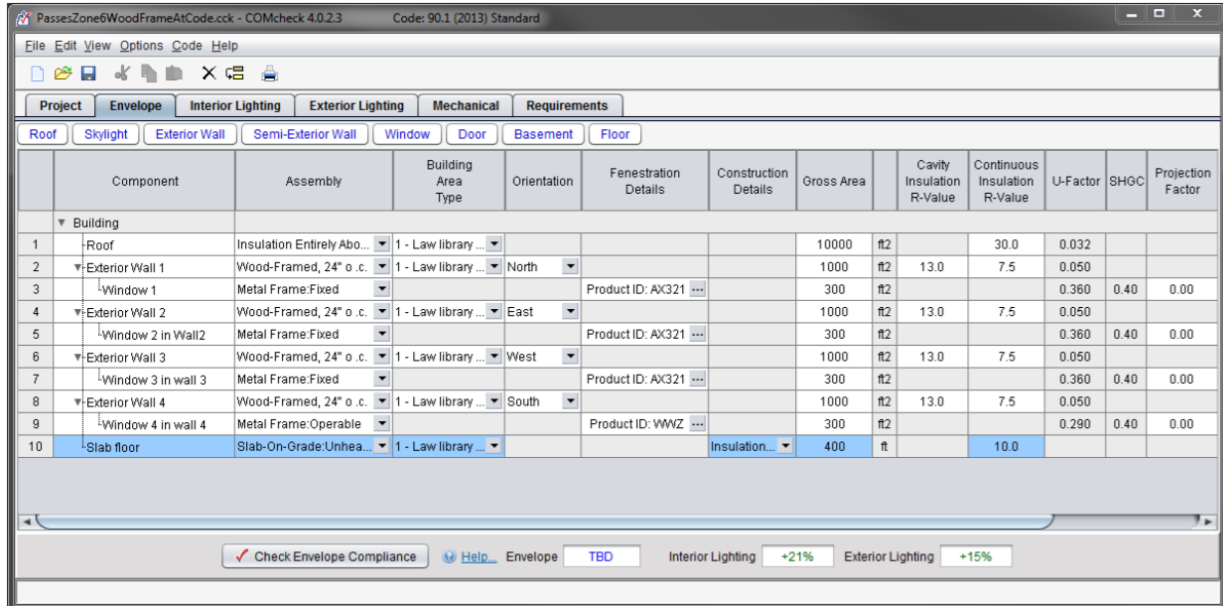 PassesZone6WoodFrameAtCode.cck - COMcheck 4.0.2.3 Code: 90.1 (2013) Standard
File Edit View Options Code Help
Project Envelope Interior Lighting Exterior Lighting Mechanical Requirements
Roof Skylight Exterior Wall Semi-Exterior Wall Window Door Basement Floor
Component Assembly Building Area Type Orientation Fenestration Details Construction Details Gross Area Cavity Insulation R-Value Continuous Insulation R-Value U-Factor SHGC Projection Factor
Building
1 Roof Insulation Entirely Abo... 1 - Law library ... 10000 ft2 30.0 0.032
2 Exterior Wall 1 Wood-Framed, 24" o.c. 1 - Law library ... North 1000 ft2 13.0 7.5 0.050
3 Window 1 Metal Frame:Fixed Product ID: AX321 ... 300 ft2 0.360 0.40 0.00
4 Exterior Wall 2 Wood-Framed, 24" o.c. 1 - Law library ... East 1000 ft2 13.0 7.5 0.050
5 Window 2 in Wall2 Metal Frame:Fixed Product ID: AX321 ... 300 ft2 0.360 0.40 0.00
6 Exterior Wall 3 Wood-Framed, 24" o.c. 1 - Law library ... West 1000 ft2 13.0 7.5 0.050
7 Window 3 in wall 3 Metal Frame:Fixed Product ID: AX321 ... 300 ft2 0.360 0.40 0.00
8 Exterior Wall 4 Wood-Framed, 24" o.c. 1 - Law library ... South 1000 ft2 13.0 7.5 0.050
9 Window 4 in wall 4 Metal Frame:Operable Product ID: WWZ ... 300 ft2 0.290 0.40 0.00
10 Slab floor Slab-On-Grade:Unhea... 1 - Law library ... Insulation... 400 ft 10.0
Check Envelope Compliance Help... Envelope TBD Interior Lighting +21% Exterior Lighting +15%